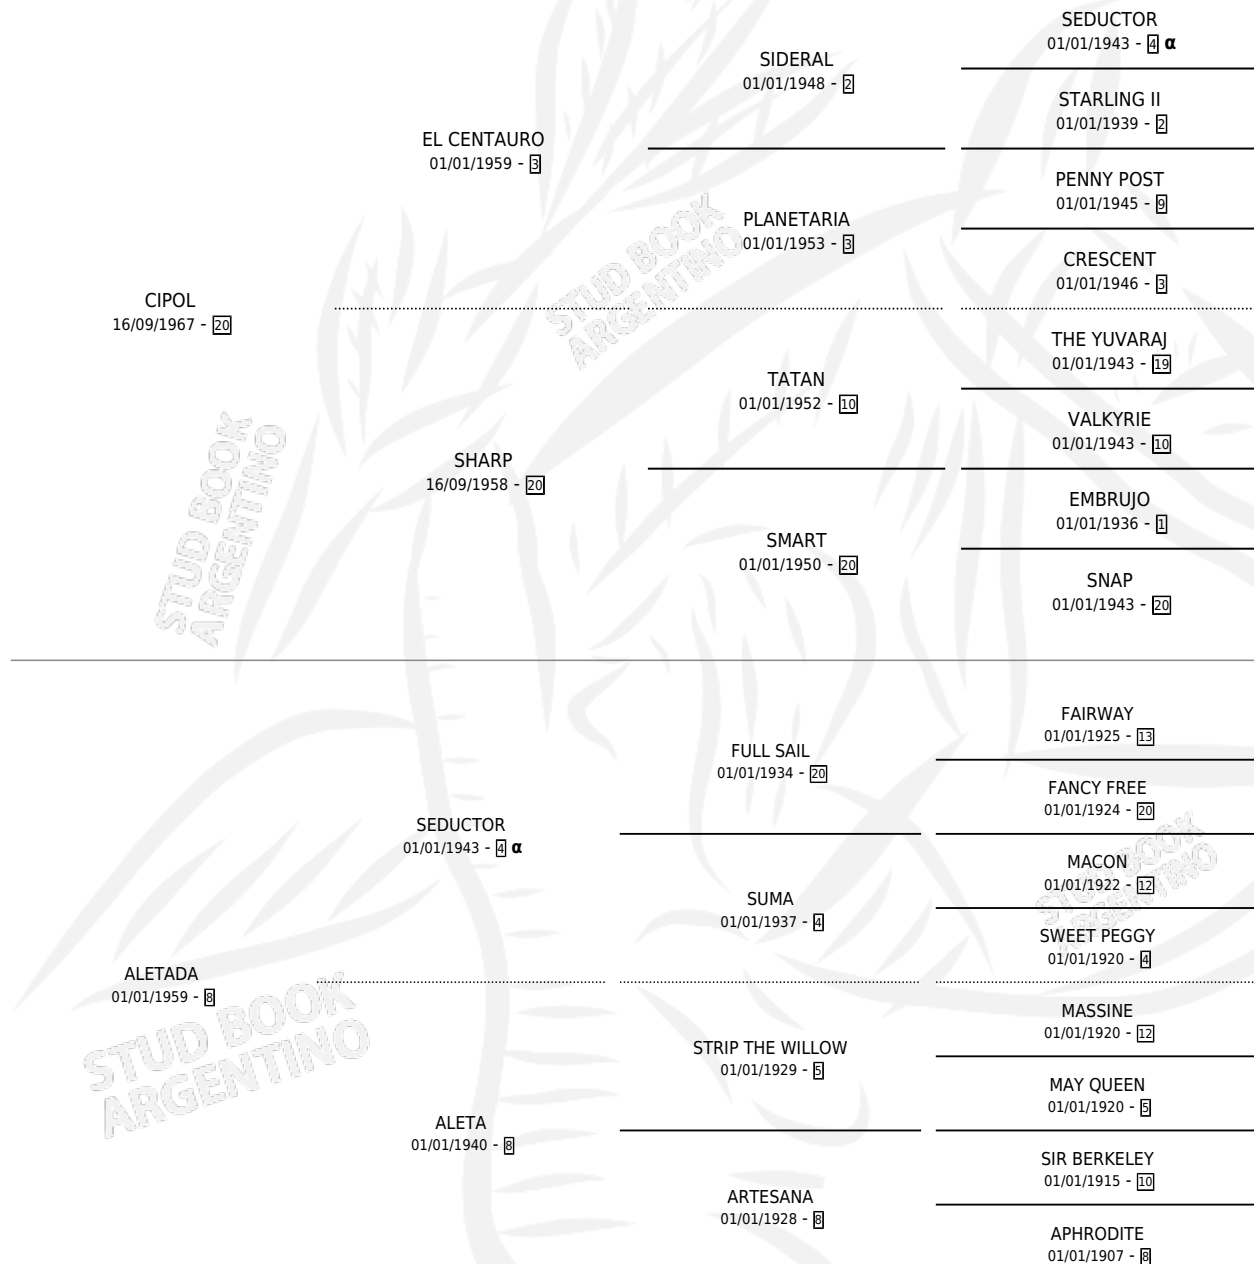 SEDUCTOR
01/01/1943 - 4 α
SIDERAL
01/01/1948 - 2
STARLING II
01/01/1939 - 2
EL CENTAURO
01/01/1959 - 3
PENNY POST
01/01/1945 - 9
PLANETARIA
01/01/1953 - 3
CRESCENT
01/01/1946 - 3
CIPOL
16/09/1967 - 20
THE YUVARAJ
01/01/1943 - 19
TATAN
01/01/1952 - 10
VALKYRIE
01/01/1943 - 10
SHARP
16/09/1958 - 20
EMBRUJO
01/01/1936 - 1
SMART
01/01/1950 - 20
SNAP
01/01/1943 - 20
STUD BOOK
ARGENTINO
STUD BOOK
ARGENTINO
FAIRWAY
01/01/1925 - 13
FULL SAIL
01/01/1934 - 20
FANCY FREE
01/01/1924 - 20
SEDUCTOR
01/01/1943 - 4 α
MACON
01/01/1922 - 12
SUMA
01/01/1937 - 4
SWEET PEGGY
01/01/1920 - 4
STUD BOOK
ARGENTINO
ALETADA
01/01/1959 - 8
MASSINE
01/01/1920 - 12
STRIP THE WILLOW
01/01/1929 - 5
MAY QUEEN
01/01/1920 - 5
STUD BOOK
ARGENTINO
ALETA
01/01/1940 - 8
SIR BERKELEY
01/01/1915 - 10
ARTESANA
01/01/1928 - 8
APHRODITE
01/01/1907 - 8